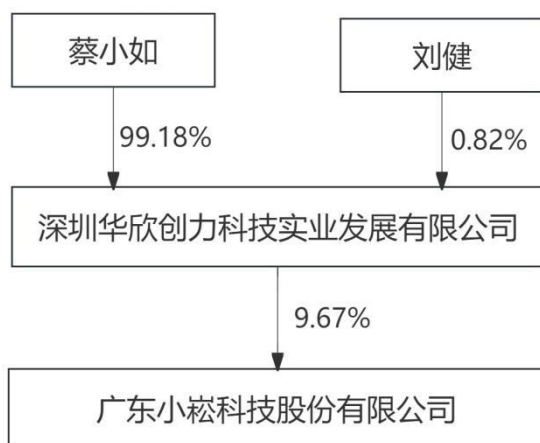 蔡小如
刘健
99.18%
0.82%
深圳华欣创力科技实业发展有限公司
9.67%
广东小崧科技股份有限公司